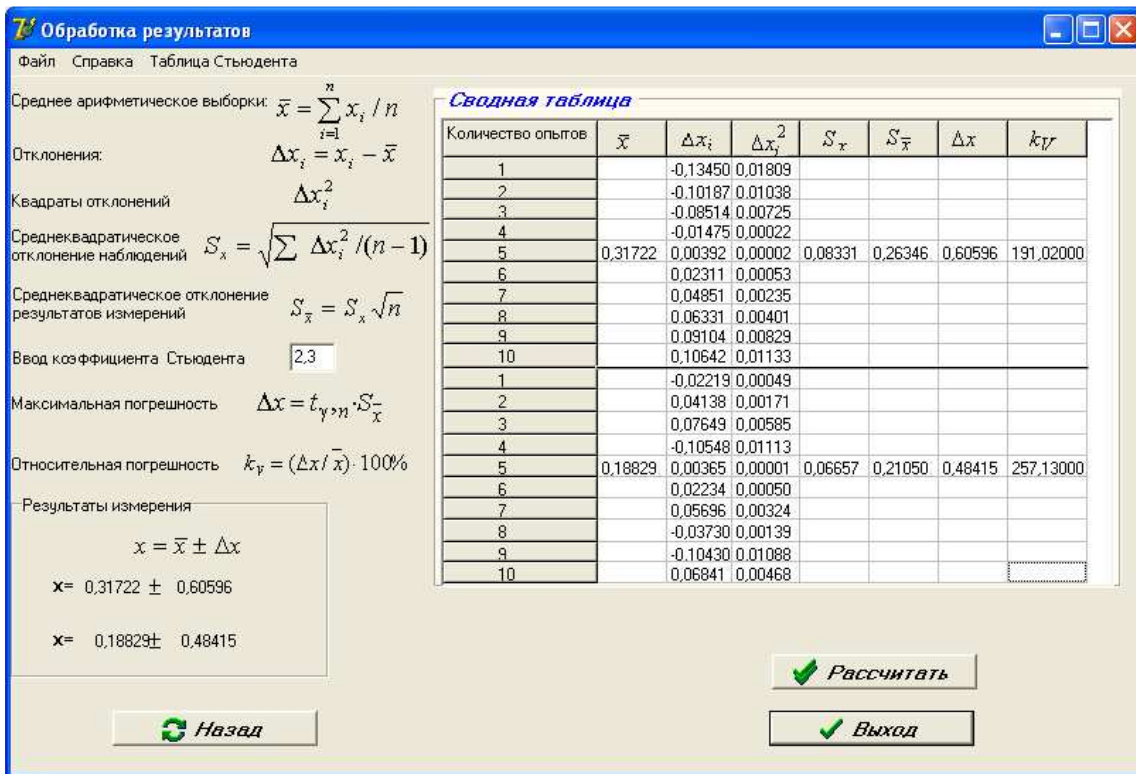 Обработка результатов
Файл Справка Таблица Стьюдента
Среднее арифметическое выборки: x̄ = ∑ᵢ₌₁ⁿ xᵢ / n
Отклонения: Δxᵢ = xᵢ − x̄
Квадраты отклонений Δxᵢ²
Среднеквадратическое
отклонение наблюдений Sₓ = √(∑ Δxᵢ² /(n−1))
Среднеквадратическое отклонение
результатов измерений Sx̄ = Sₓ √n
Ввод коэффициента Стьюдента 2,3
Максимальная погрешность Δx = tγ,n · Sx̄
Относительная погрешность kV = (Δx/x̄)·100%
Результаты измерения
x = x̄ ± Δx
x= 0,31722 ± 0,60596
x= 0,18829± 0,48415
Назад
Сводная таблица
Количество опытов x̄ Δxᵢ Δxᵢ² Sₓ Sx̄ Δx kV
1 -0,13450 0,01809
2 -0,10187 0,01038
3 -0,08514 0,00725
4 -0,01475 0,00022
5 0,31722 0,00392 0,00002 0,08331 0,26346 0,60596 191,02000
6 0,02311 0,00053
7 0,04851 0,00235
8 0,06331 0,00401
9 0,09104 0,00829
10 0,10642 0,01133
1 -0,02219 0,00049
2 0,04138 0,00171
3 0,07649 0,00585
4 -0,10548 0,01113
5 0,18829 0,00365 0,00001 0,06657 0,21050 0,48415 257,13000
6 0,02234 0,00050
7 0,05696 0,00324
8 -0,03730 0,00139
9 -0,10430 0,01088
10 0,06841 0,00468
Рассчитать
Выход